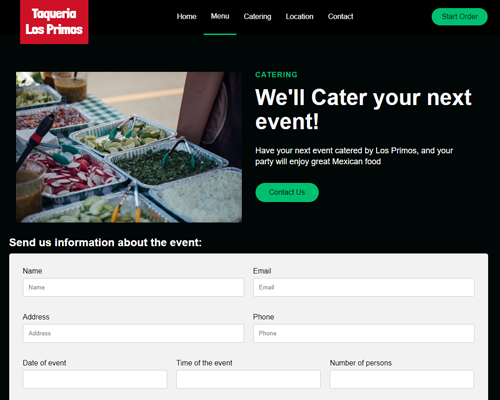 Taqueria
Los Primos
Home
Menu
Catering
Location
Contact
Start Order
CATERING
We'll Cater your next
event!
Have your next event catered by Los Primos, and your
party will enjoy great Mexican food
Contact Us
Send us information about the event:
Name
Email
Name
Email
Address
Phone
Address
Phone
Date of event
Time of the event
Number of persons